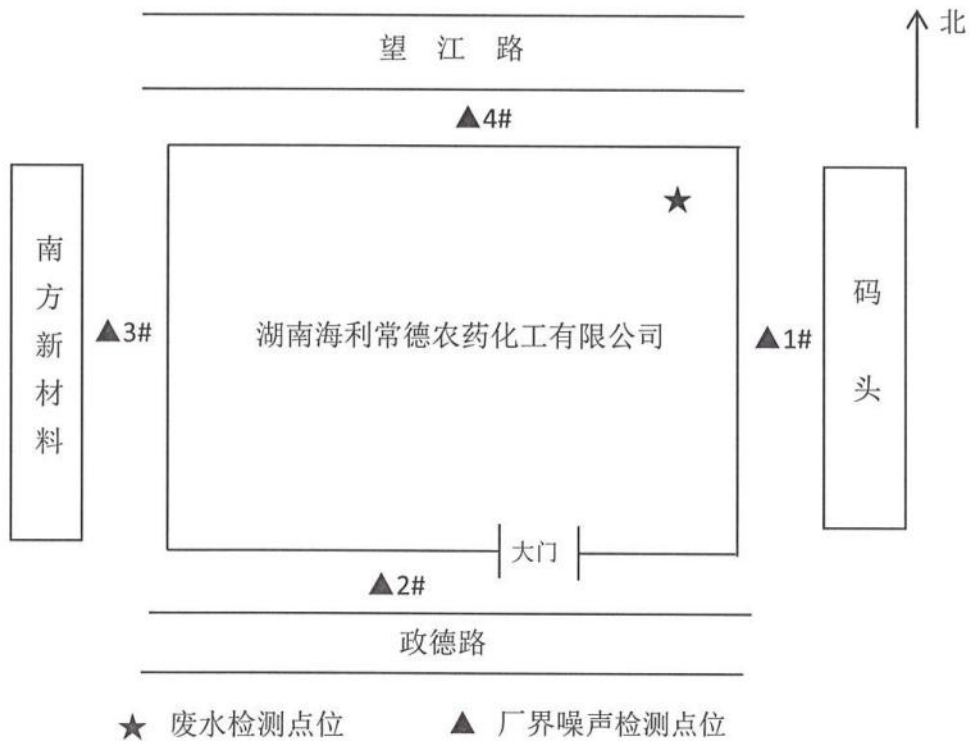 望江路
北
▲4#
南方新材料
▲3#
湖南海利常德农药化工有限公司
▲1#
码头
大门
▲2#
政德路
★ 废水检测点位 ▲ 厂界噪声检测点位